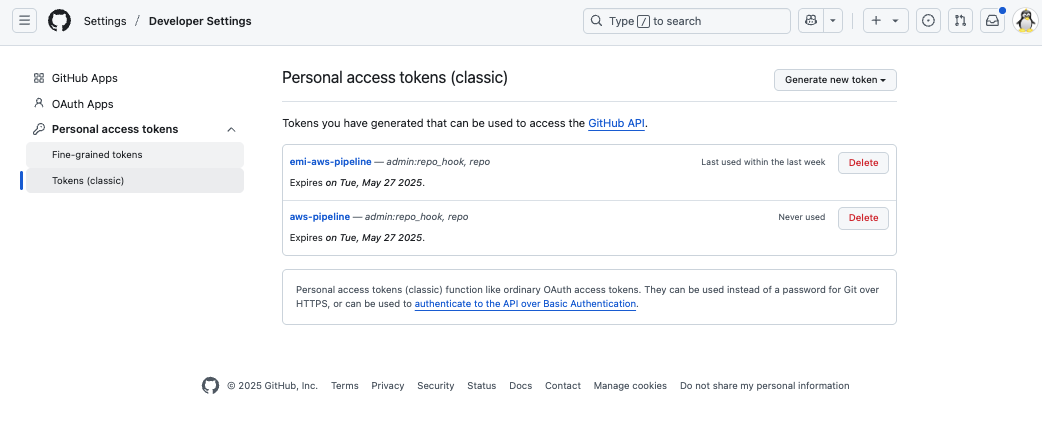 Settings / Developer Settings
Type / to search
GitHub Apps
OAuth Apps
Personal access tokens
Fine-grained tokens
Tokens (classic)
Personal access tokens (classic)
Generate new token
Tokens you have generated that can be used to access the GitHub API.
emi-aws-pipeline — admin:repo_hook, repo
Last used within the last week
Delete
Expires on Tue, May 27 2025.
aws-pipeline — admin:repo_hook, repo
Never used
Delete
Expires on Tue, May 27 2025.
Personal access tokens (classic) function like ordinary OAuth access tokens. They can be used instead of a password for Git over
HTTPS, or can be used to authenticate to the API over Basic Authentication.
© 2025 GitHub, Inc. Terms Privacy Security Status Docs Contact Manage cookies Do not share my personal information